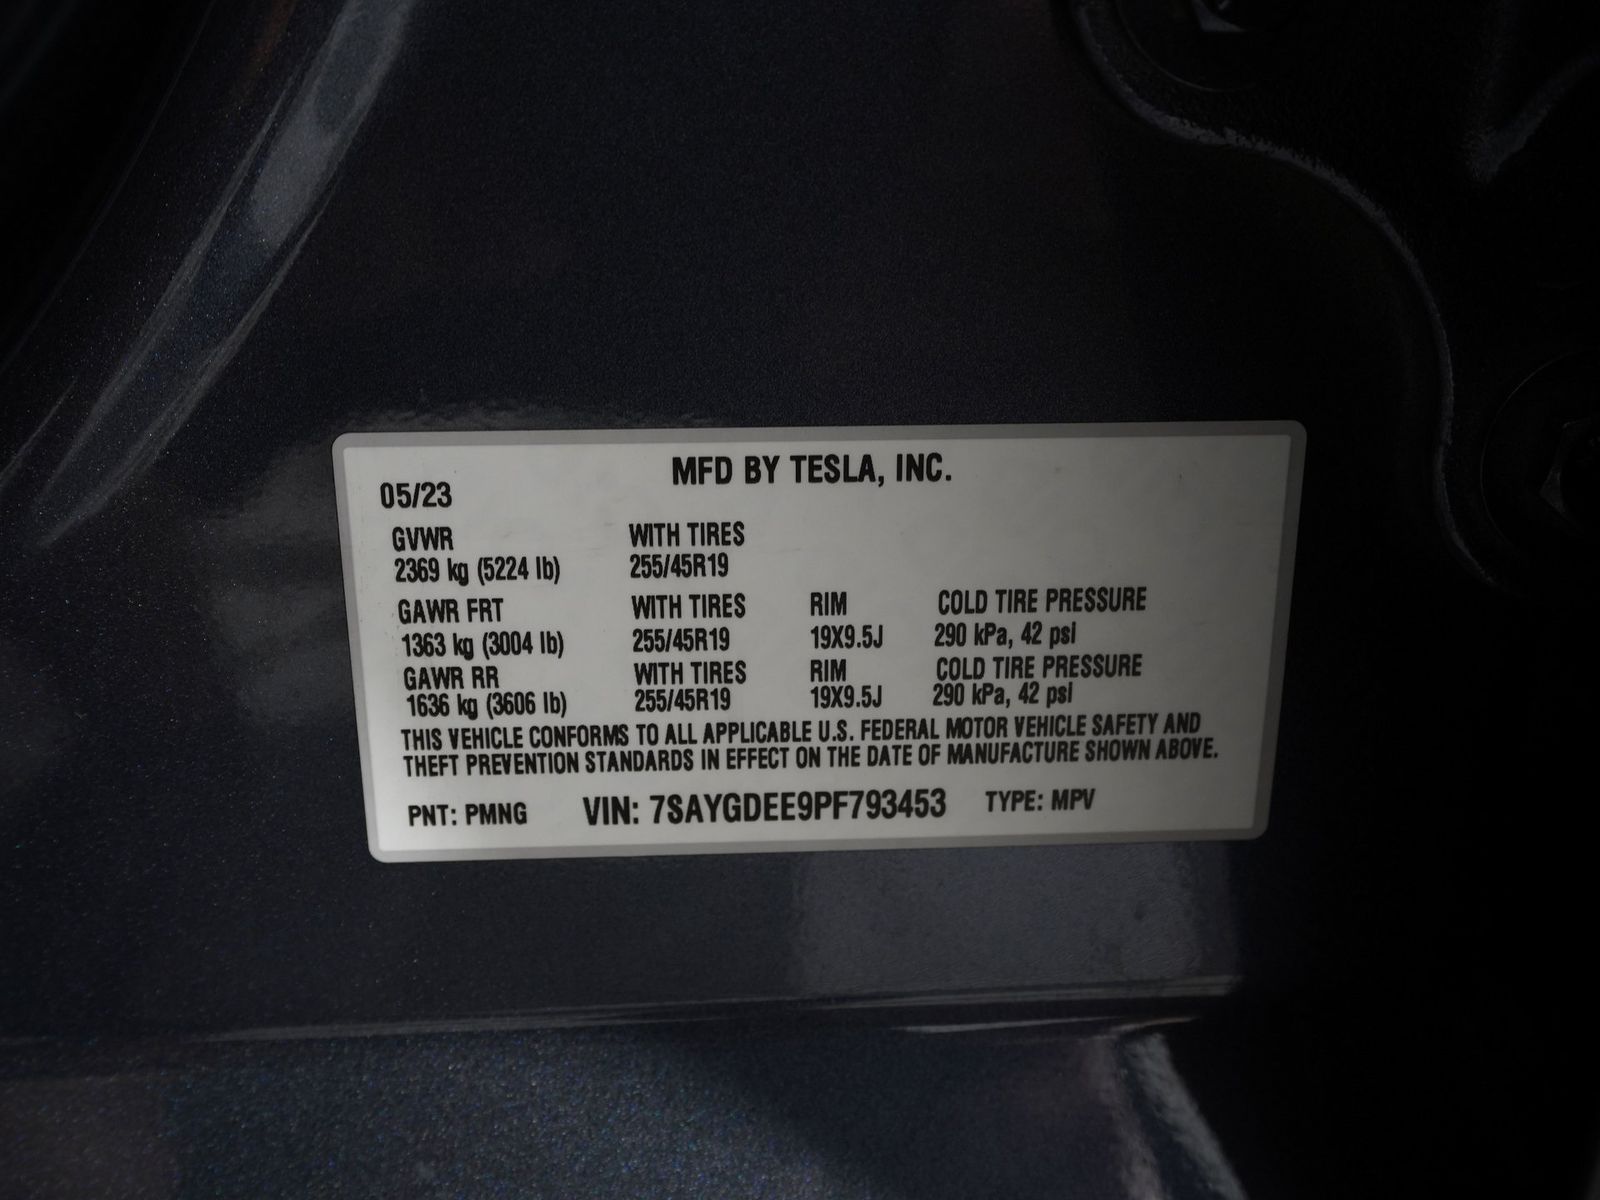 MFD BY TESLA, INC.
05/23
GVWR WITH TIRES
2369 kg (5224 lb) 255/45R19
GAWR FRT WITH TIRES RIM COLD TIRE PRESSURE
1363 kg (3004 lb) 255/45R19 19X9.5J 290 kPa, 42 psi
GAWR RR WITH TIRES RIM COLD TIRE PRESSURE
1636 kg (3606 lb) 255/45R19 19X9.5J 290 kPa, 42 psi
THIS VEHICLE CONFORMS TO ALL APPLICABLE U.S. FEDERAL MOTOR VEHICLE SAFETY AND
THEFT PREVENTION STANDARDS IN EFFECT ON THE DATE OF MANUFACTURE SHOWN ABOVE.
PNT: PMNG VIN: 7SAYGDEE9PF793453 TYPE: MPV